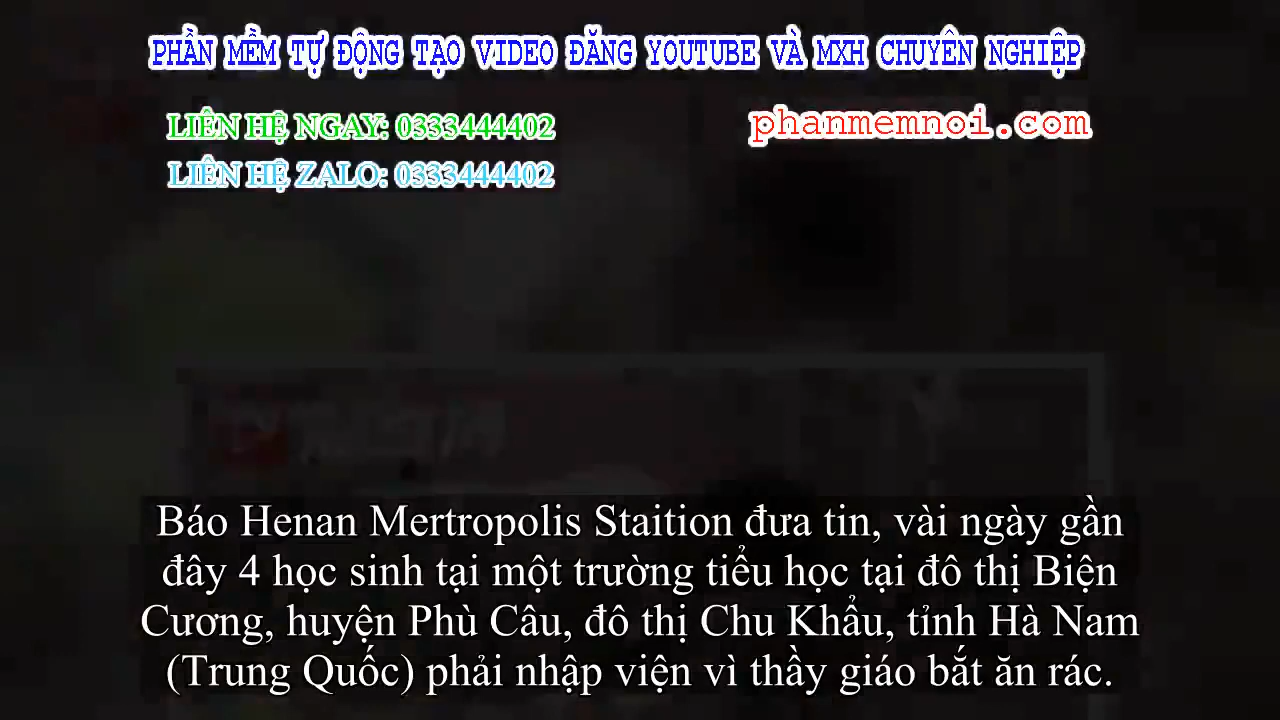 PHẦN MỀM TỰ ĐỘNG TẠO VIDEO ĐĂNG YOUTUBE VÀ MXH CHUYÊN NGHIỆP
LIÊN HỆ NGAY: 0333444402
phanmemnoi.com
LIÊN HỆ ZALO: 0333444402
Báo Henan Mertropolis Staition đưa tin, vài ngày gần
đây 4 học sinh tại một trường tiểu học tại đô thị Biện
Cương, huyện Phù Câu, đô thị Chu Khẩu, tỉnh Hà Nam
(Trung Quốc) phải nhập viện vì thầy giáo bắt ăn rác.